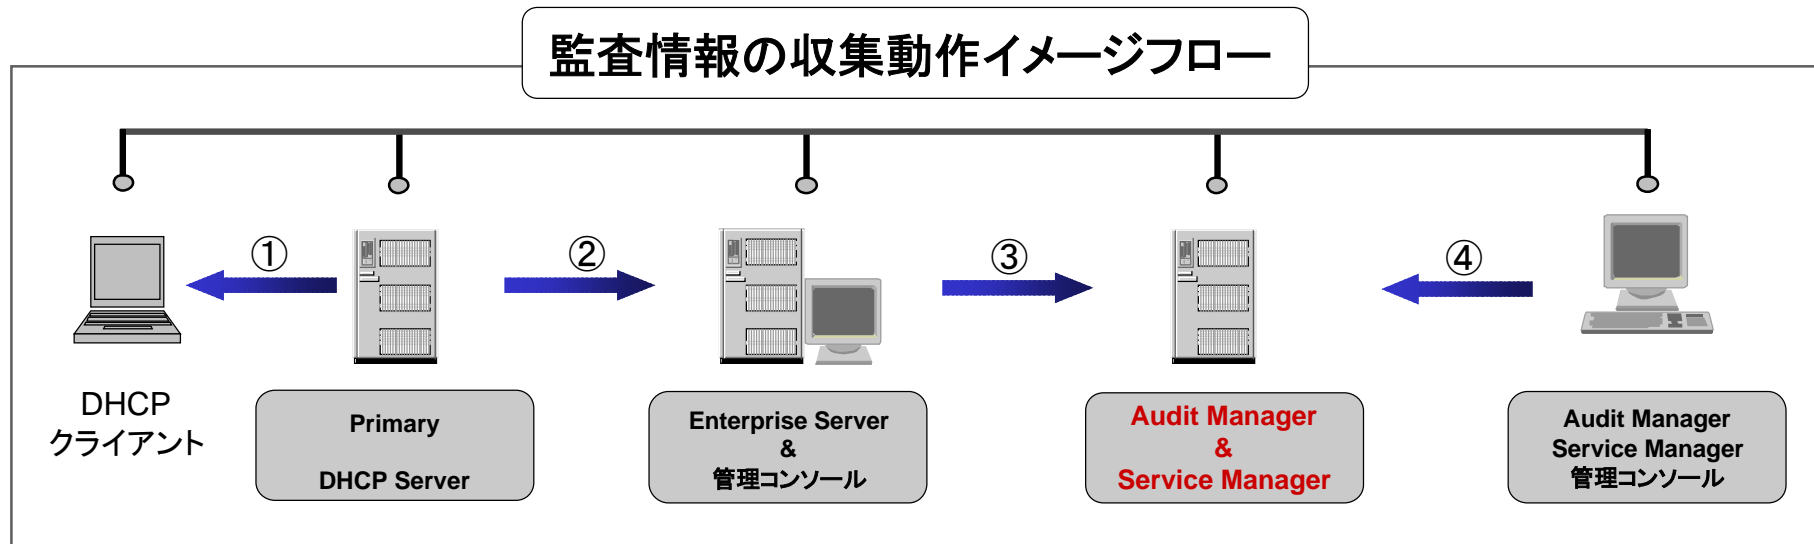 監査情報の収集動作イメージフロー
①
②
③
④
DHCP
クライアント
Primary
DHCP Server
Enterprise Server
&
管理コンソール
Audit Manager
&
Service Manager
Audit Manager
Service Manager
管理コンソール